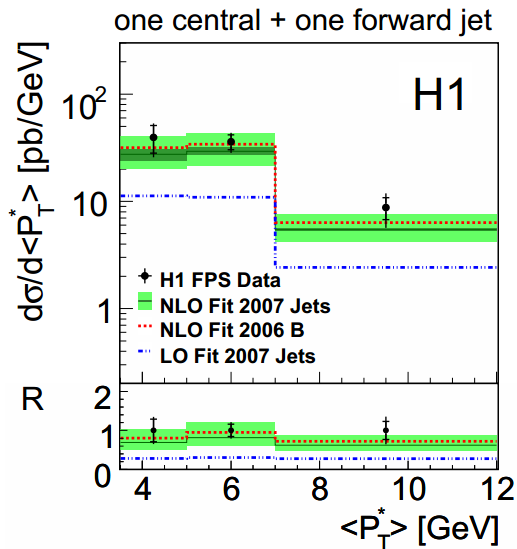 one central + one forward jet
H1
dσ/d<P*T> [pb/GeV]
10²
10
1
H1 FPS Data
NLO Fit 2007 Jets
NLO Fit 2006 B
LO Fit 2007 Jets
R
2
1
0
4 6 8 10 12
<P*T> [GeV]